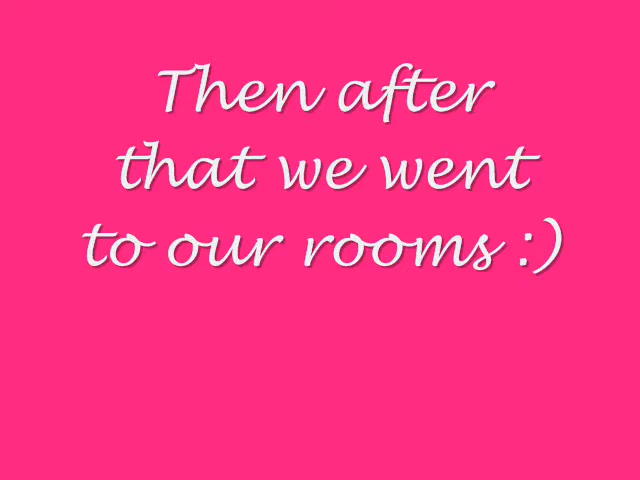 Then after
that we went
to our rooms :)